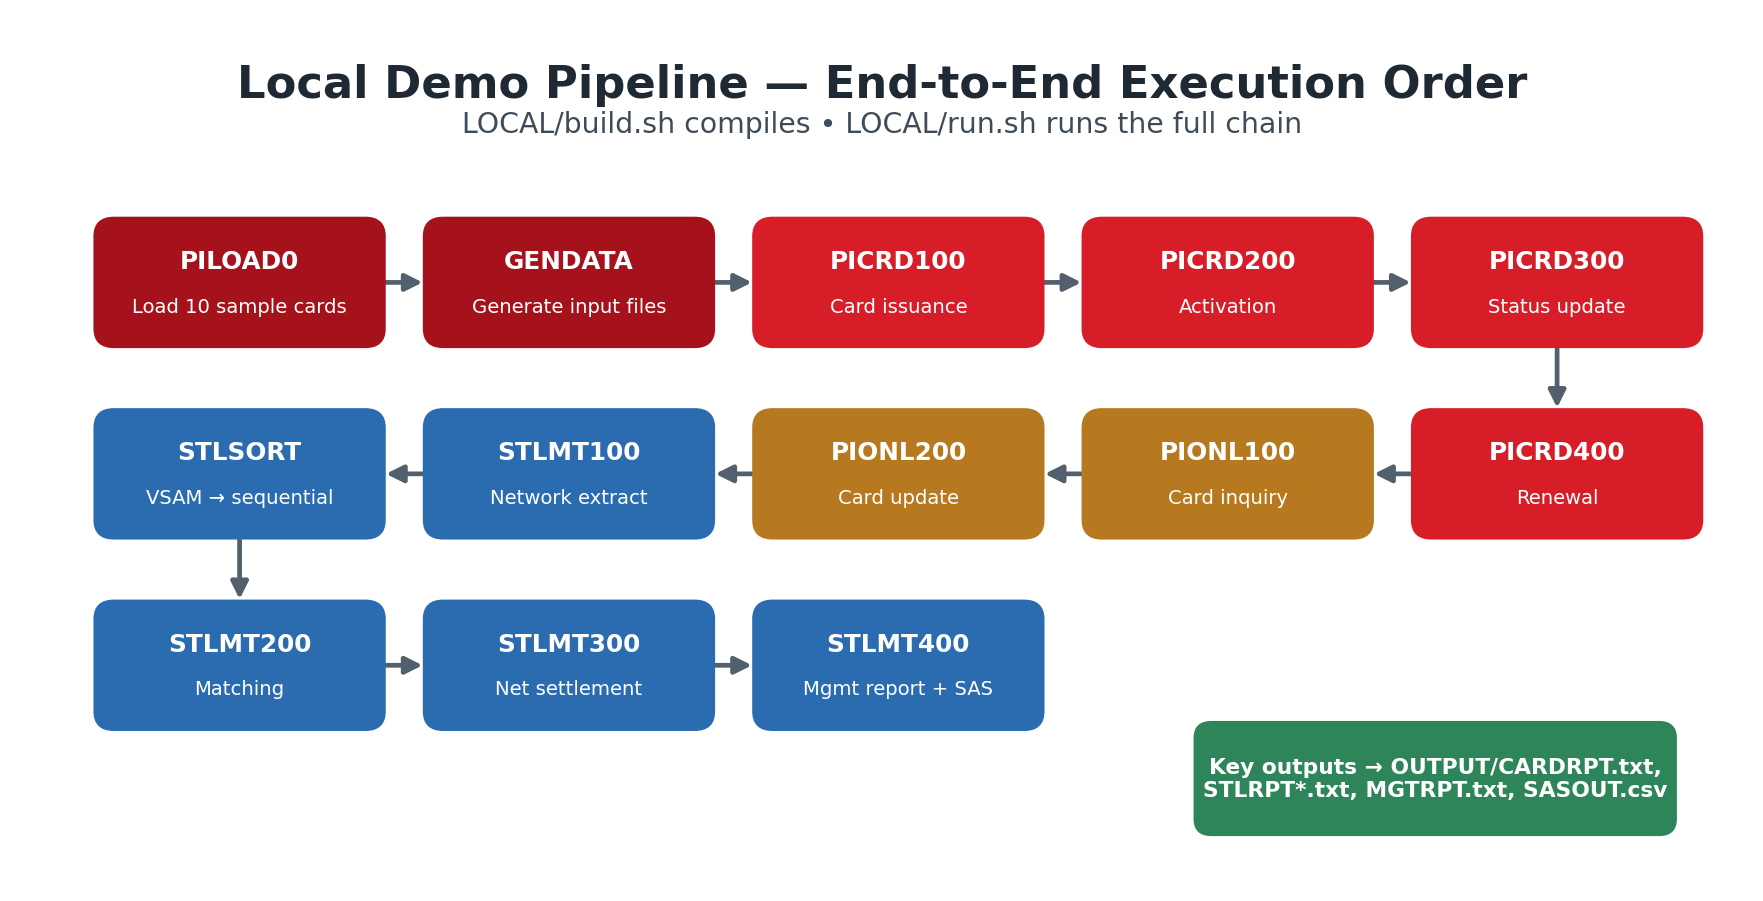 Local Demo Pipeline — End-to-End Execution Order
LOCAL/build.sh compiles • LOCAL/run.sh runs the full chain
PILOAD0
Load 10 sample cards
GENDATA
Generate input files
PICRD100
Card issuance
PICRD200
Activation
PICRD300
Status update
STLSORT
VSAM → sequential
STLMT100
Network extract
PIONL200
Card update
PIONL100
Card inquiry
PICRD400
Renewal
STLMT200
Matching
STLMT300
Net settlement
STLMT400
Mgmt report + SAS
Key outputs → OUTPUT/CARDRPT.txt,
STLRPT*.txt, MGTRPT.txt, SASOUT.csv